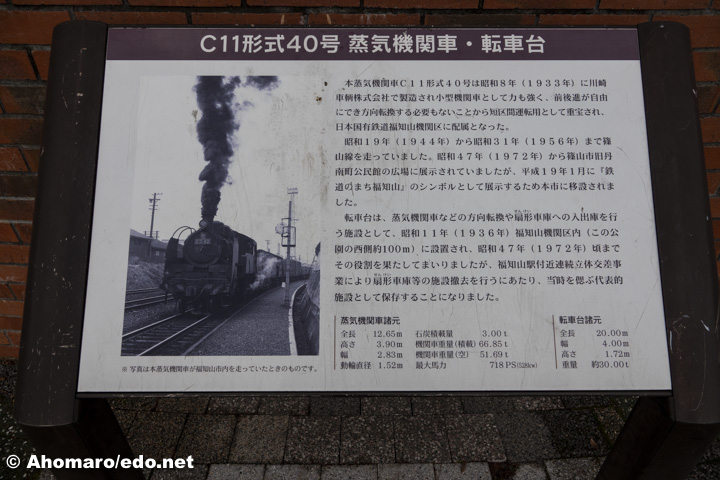 C11形式40号 蒸気機関車・転車台
本蒸気機関車C11形式40号は昭和8年(1933年)に川崎
車輌株式会社で製造され小型機関車として力も強く、前後進が自由
にでき方向転換する必要もないことから短区間運転用として重宝され、
日本国有鉄道福知山機関区に配属となった。
昭和19年(1944年)から昭和31年(1956年)まで篠
山線を走っていました。昭和47年(1972年)から篠山市旧丹
南町公民館の広場に展示されていましたが、平成19年1月に『鉄
道のまち福知山』のシンボルとして展示するため本市に移設されま
した。
転車台は、蒸気機関車などの方向転換や扇形車庫への入出庫を行
う施設として、昭和11年(1936年)福知山機関区内(この公
園の西側約100m)に設置され、昭和47年(1972年)頃まで
その役割を果たしてまいりましたが、福知山駅付近連続立体交差事
業により扇形車庫等の施設撤去を行うにあたり、当時を偲ぶ代表的
施設として保存することになりました。
蒸気機関車諸元
全長 12.65m 石炭積載量 3.00t
高さ 3.90m 機関車重量(積載) 66.85t
幅 2.83m 機関車重量(空) 51.69t
動輪直径 1.52m 最大馬力 718PS(528kw)
転車台諸元
全長 20.00m
幅 4.00m
高さ 1.72m
重量 約30.00t
※ 写真は本蒸気機関車が福知山市内を走っていたときのものです。
© Ahomaro/edo.net